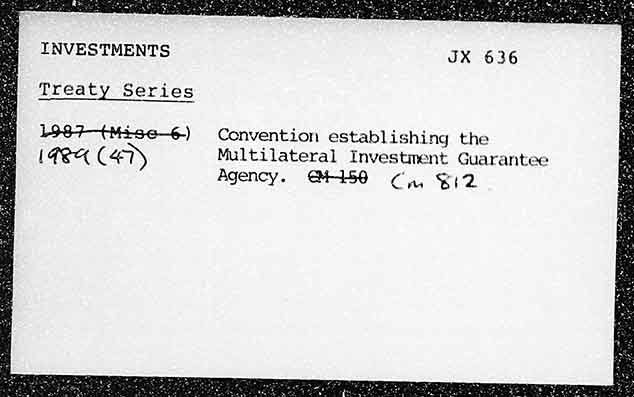 INVESTMENTS
JX 636
Treaty Series
1987 (Misc 6) Convention establishing the
1989 (47) Multilateral Investment Guarantee
Agency. CM 150 Cm 812